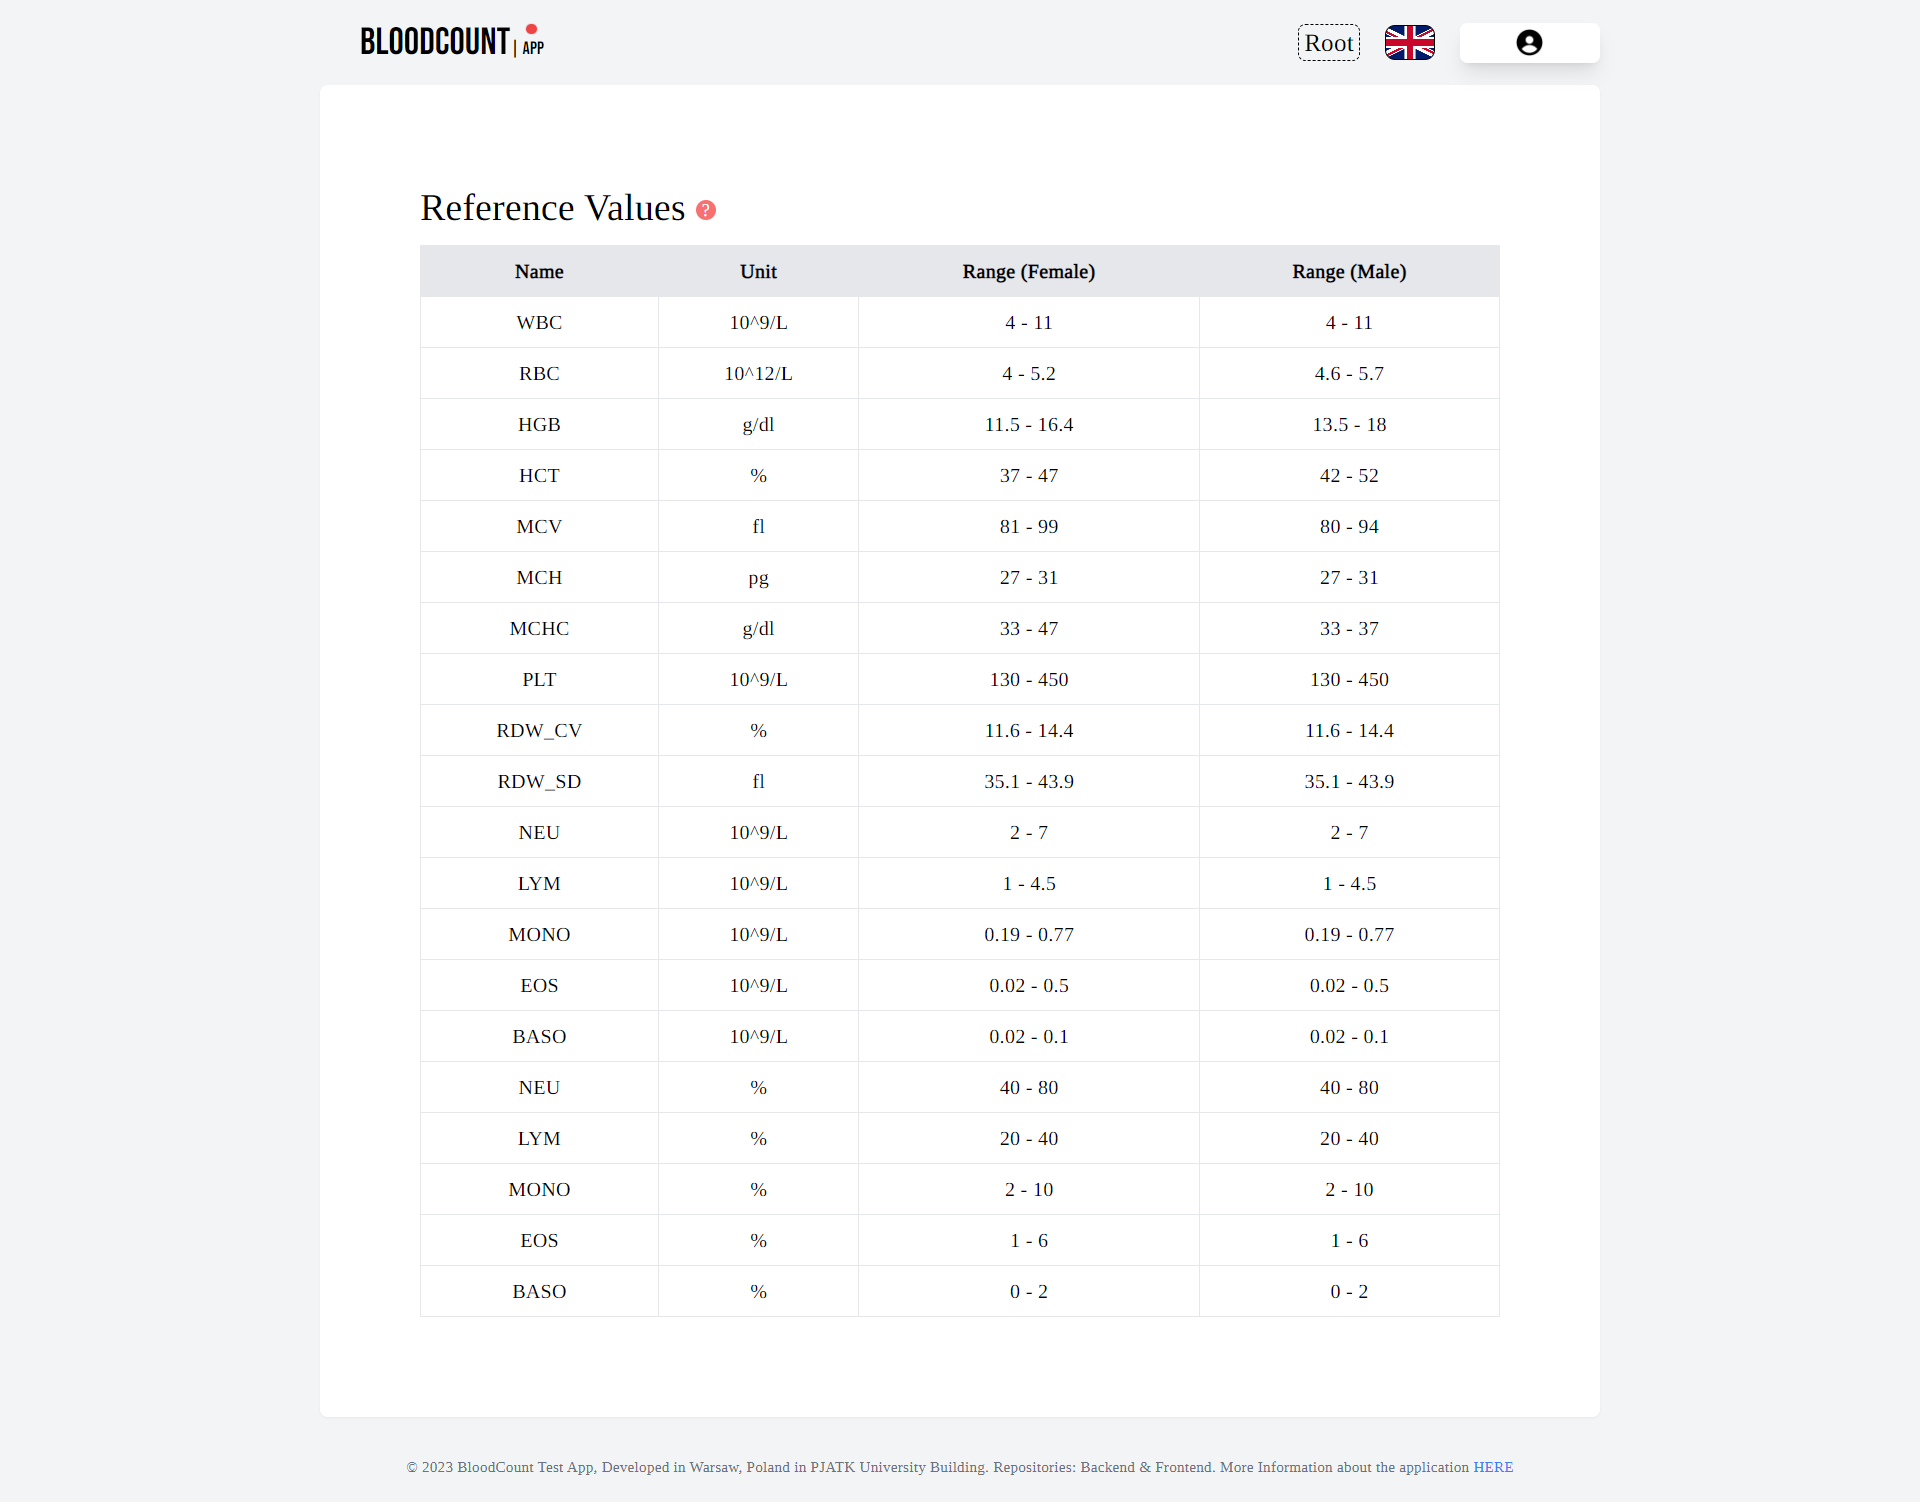 BLOODCOUNT | APP
Root
Reference Values ?
Name Unit Range (Female) Range (Male)
WBC 10^9/L 4 - 11 4 - 11
RBC 10^12/L 4 - 5.2 4.6 - 5.7
HGB g/dl 11.5 - 16.4 13.5 - 18
HCT % 37 - 47 42 - 52
MCV fl 81 - 99 80 - 94
MCH pg 27 - 31 27 - 31
MCHC g/dl 33 - 47 33 - 37
PLT 10^9/L 130 - 450 130 - 450
RDW_CV % 11.6 - 14.4 11.6 - 14.4
RDW_SD fl 35.1 - 43.9 35.1 - 43.9
NEU 10^9/L 2 - 7 2 - 7
LYM 10^9/L 1 - 4.5 1 - 4.5
MONO 10^9/L 0.19 - 0.77 0.19 - 0.77
EOS 10^9/L 0.02 - 0.5 0.02 - 0.5
BASO 10^9/L 0.02 - 0.1 0.02 - 0.1
NEU % 40 - 80 40 - 80
LYM % 20 - 40 20 - 40
MONO % 2 - 10 2 - 10
EOS % 1 - 6 1 - 6
BASO % 0 - 2 0 - 2
© 2023 BloodCount Test App, Developed in Warsaw, Poland in PJATK University Building. Repositories: Backend & Frontend. More Information about the application HERE